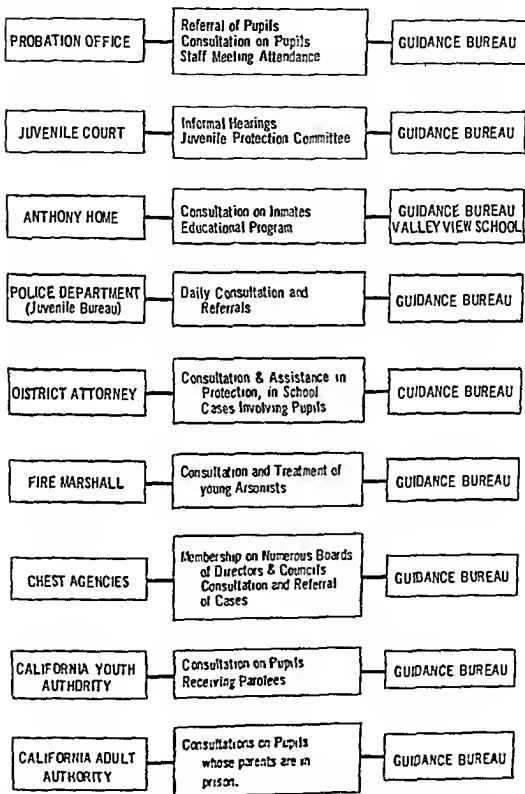 PROBATION OFFICE
Referral of Pupils
Consultation on Pupils
Staff Meeting Attendance
GUIDANCE BUREAU
JUVENILE COURT
Informal Hearings
Juvenile Protection Committee
GUIDANCE BUREAU
ANTHONY HOME
Consultation on Inmates
Educational Program
GUIDANCE BUREAU
VALLEY VIEW SCHOOL
POLICE DEPARTMENT
(Juvenile Bureau)
Daily Consultation and
Referrals
GUIDANCE BUREAU
DISTRICT ATTORNEY
Consultation & Assistance in
Protection, in School
Cases Involving Pupils
GUIDANCE BUREAU
FIRE MARSHALL
Consultation and Treatment of
young Arsonists
GUIDANCE BUREAU
CHEST AGENCIES
Membership on Numerous Boards
of Directors & Councils
Consultation and Referral
of Cases
GUIDANCE BUREAU
CALIFORNIA YOUTH
AUTHORITY
Consultation on Pupils
Receiving Parolees
GUIDANCE BUREAU
CALIFORNIA ADULT
AUTHORITY
Consultations on Pupils
whose parents are in
prison.
GUIDANCE BUREAU